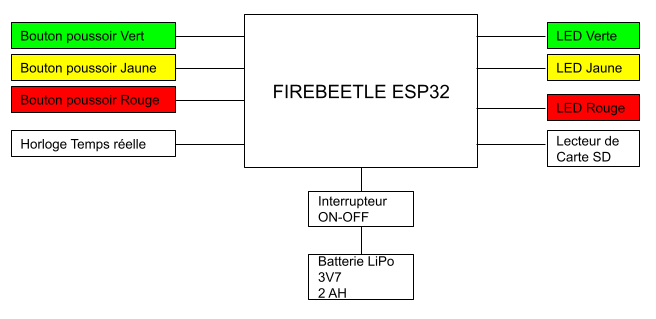 Bouton poussoir Vert
Bouton poussoir Jaune
Bouton poussoir Rouge
Horloge Temps réelle
FIREBEETLE ESP32
LED Verte
LED Jaune
LED Rouge
Lecteur de
Carte SD
Interrupteur
ON-OFF
Batterie LiPo
3V7
2 AH